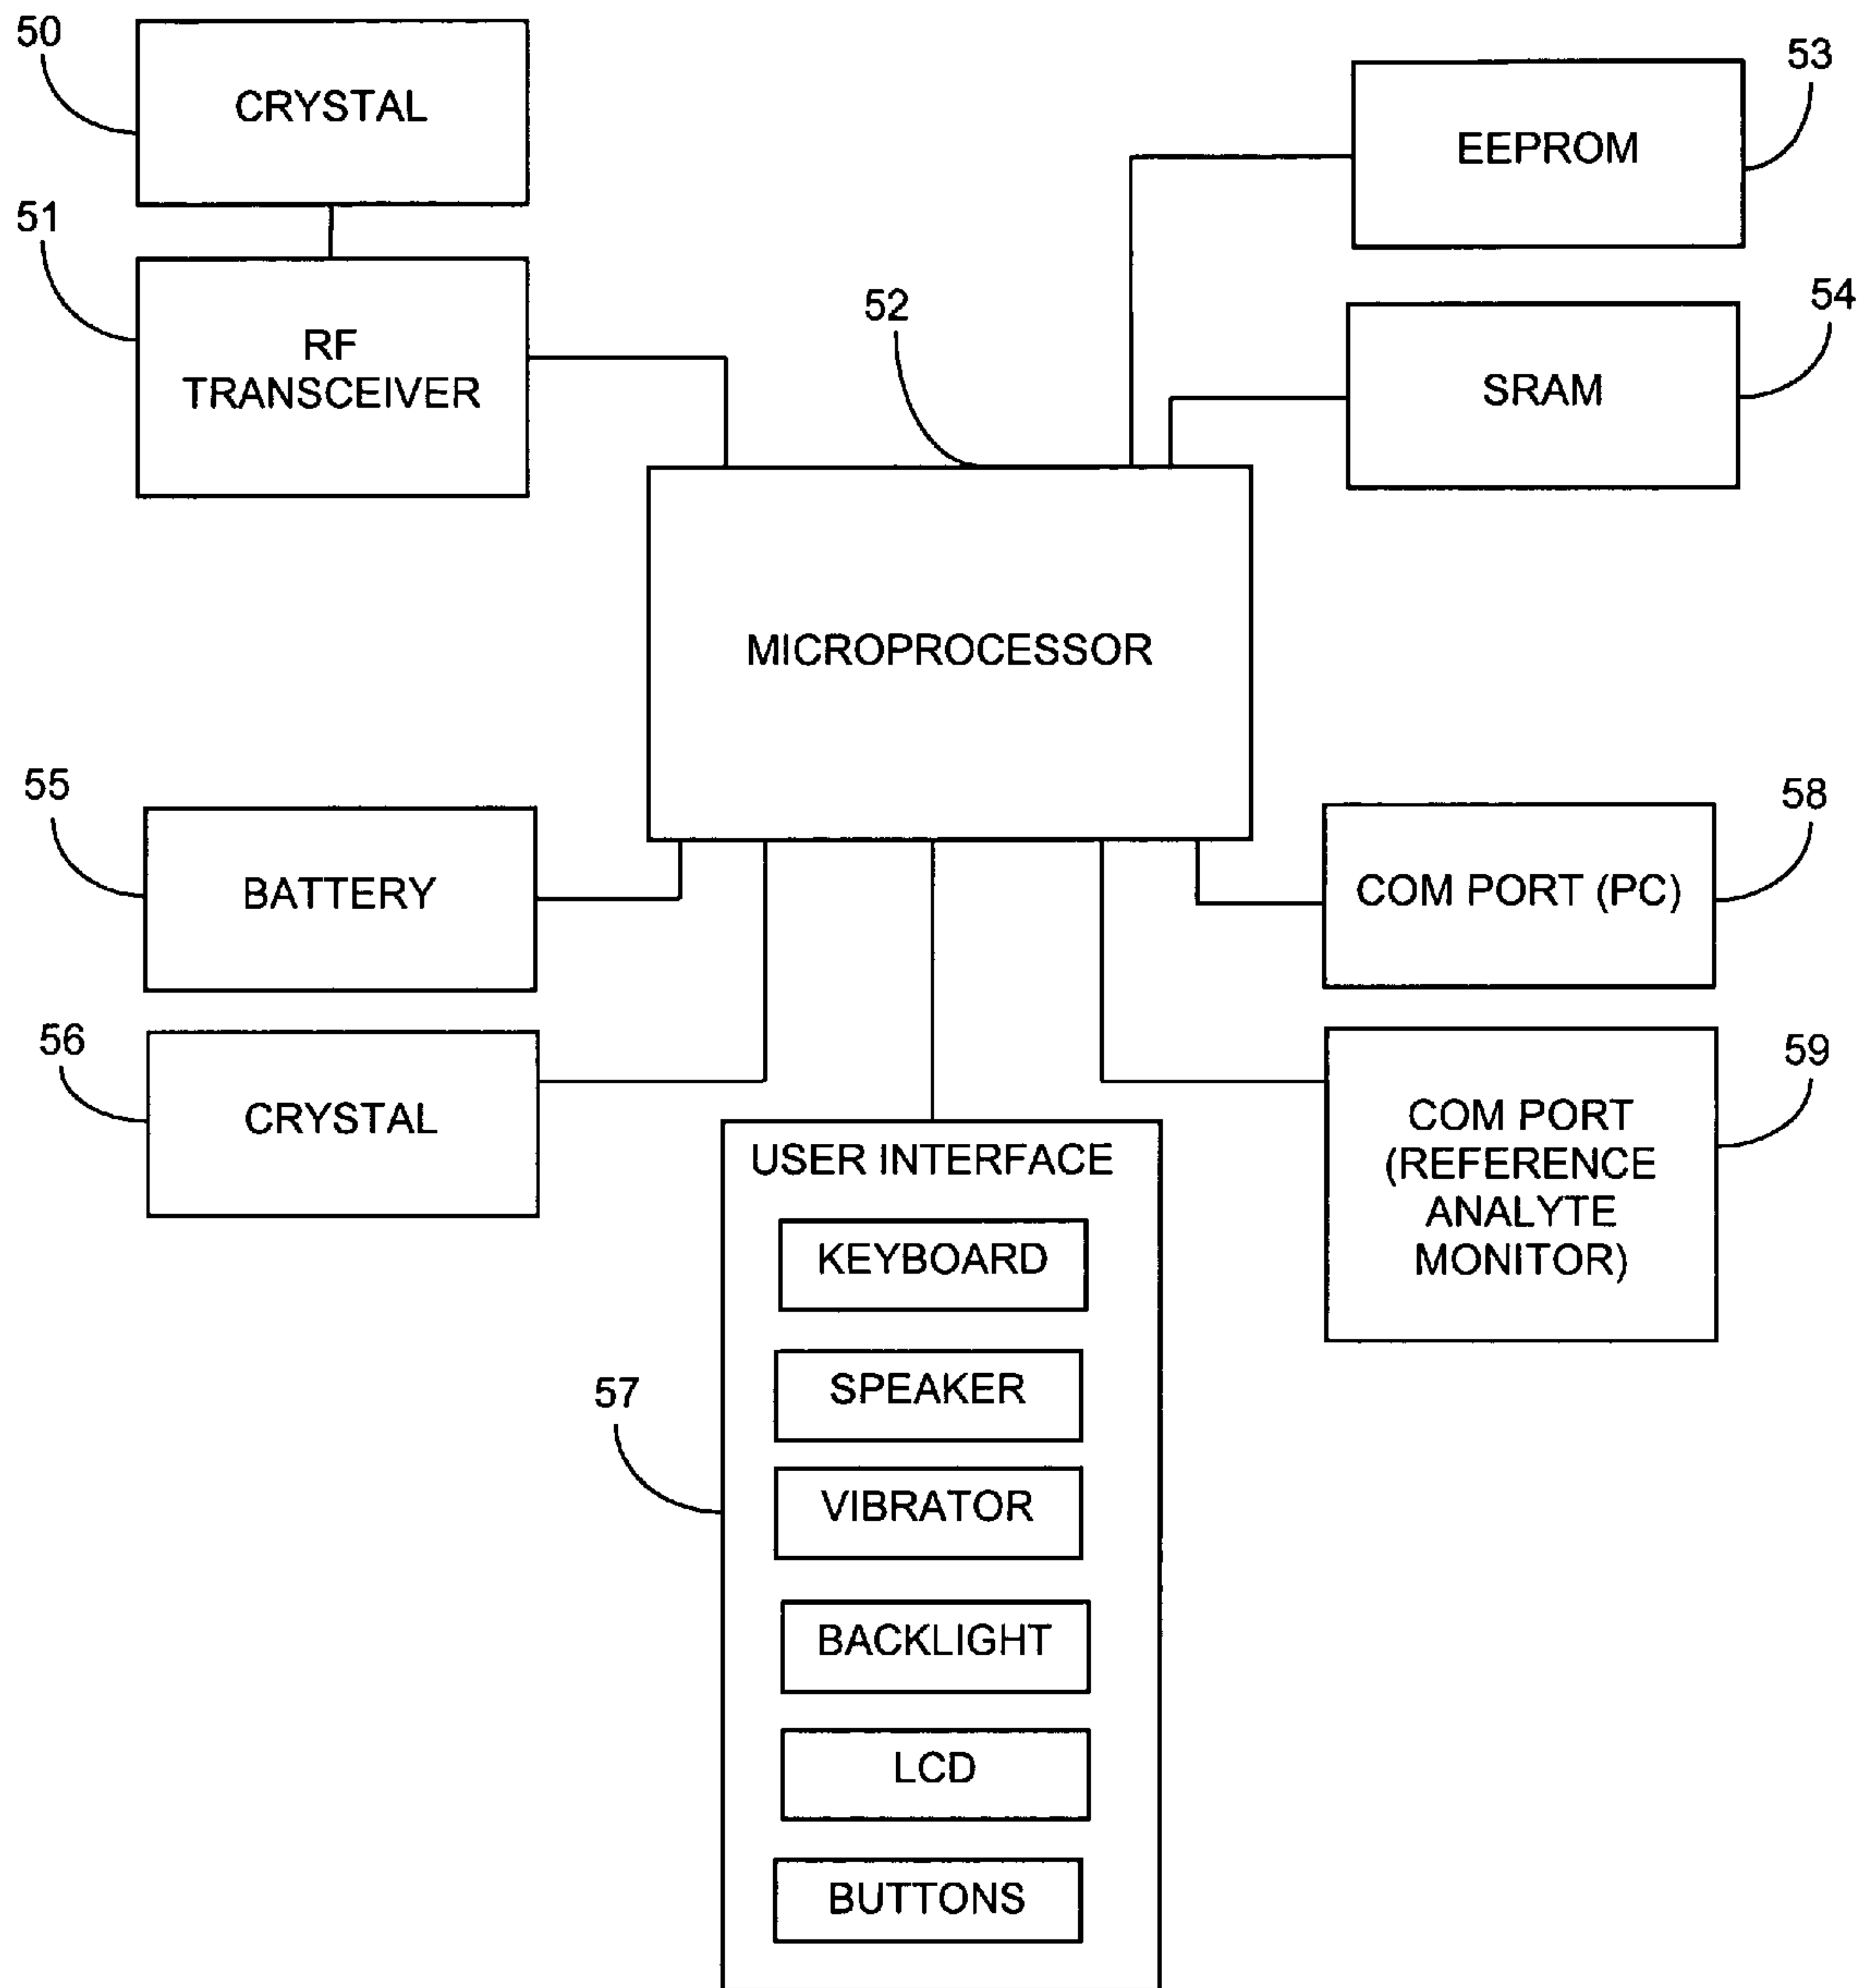 50
CRYSTAL
53
EEPROM
51
RF
TRANSCEIVER
52
54
SRAM
MICROPROCESSOR
55
BATTERY
58
COM PORT (PC)
56
CRYSTAL
59
COM PORT
(REFERENCE
ANALYTE
MONITOR)
USER INTERFACE
KEYBOARD
57
SPEAKER
VIBRATOR
BACKLIGHT
LCD
BUTTONS